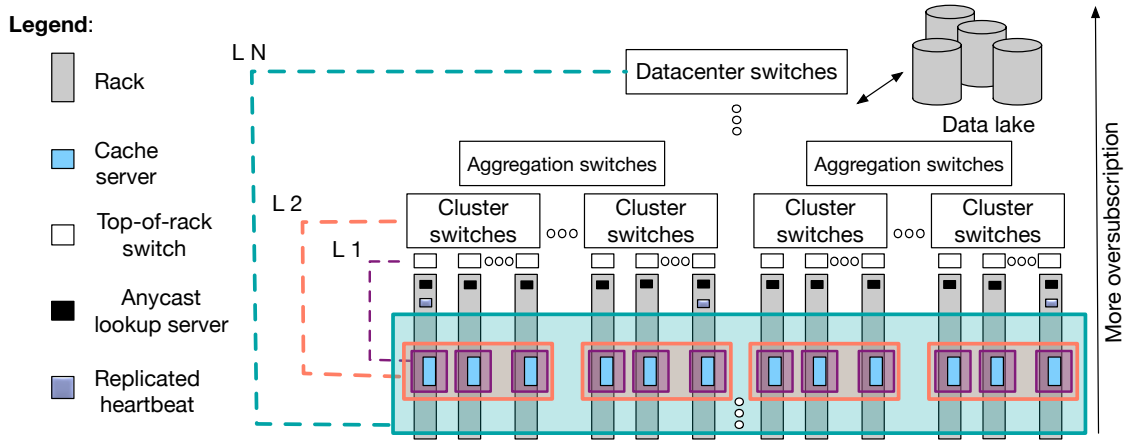 Legend:
Rack
Cache
server
Top-of-rack
switch
Anycast
lookup server
Replicated
heartbeat
L N
L 2
L 1
Datacenter switches
Data lake
Aggregation switches
Aggregation switches
Cluster
switches
Cluster
switches
Cluster
switches
Cluster
switches
More oversubscription